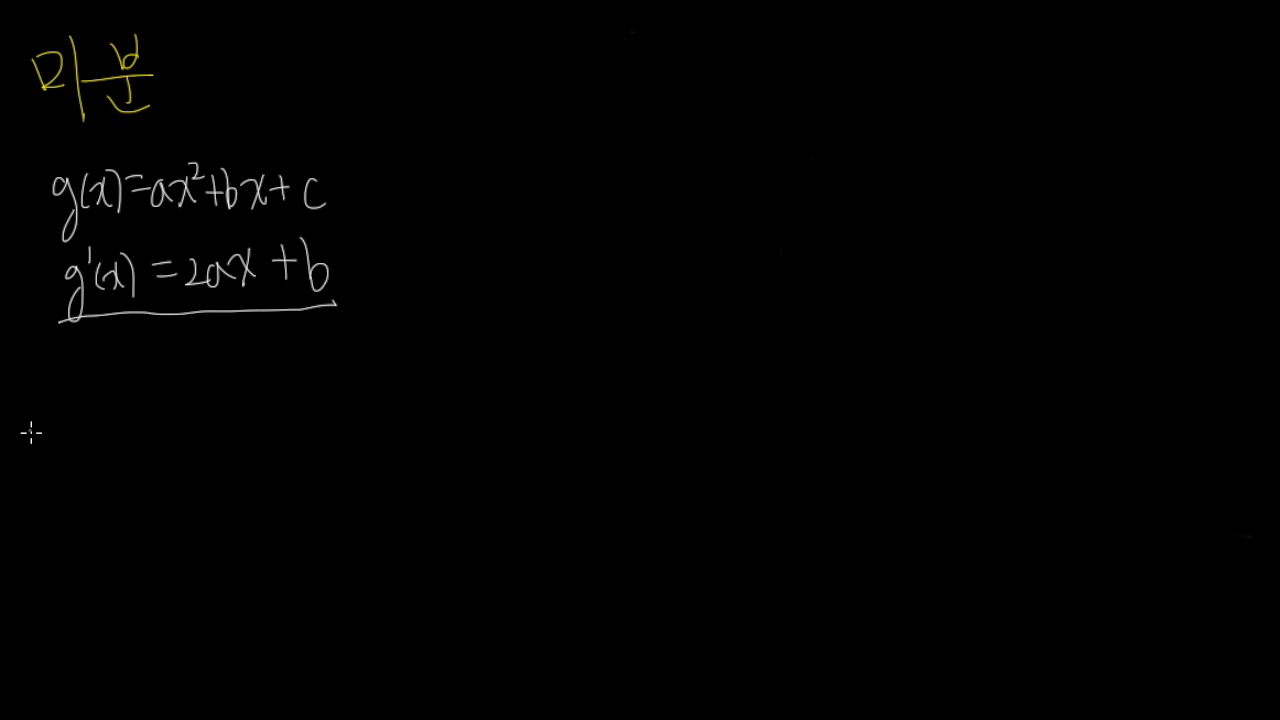 미분
g(x)=ax²+bx+c
g'(x)=2ax+b